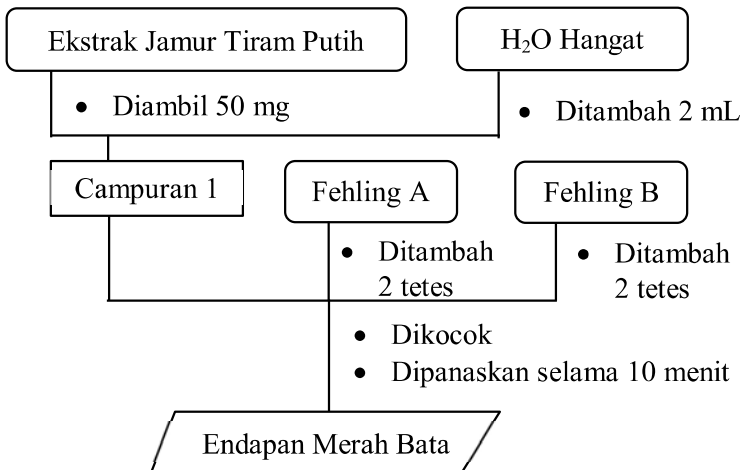 Ekstrak Jamur Tiram Putih
H₂O Hangat
• Diambil 50 mg
• Ditambah 2 mL
Campuran 1
Fehling A
Fehling B
• Ditambah
2 tetes
• Ditambah
2 tetes
• Dikocok
• Dipanaskan selama 10 menit
Endapan Merah Bata